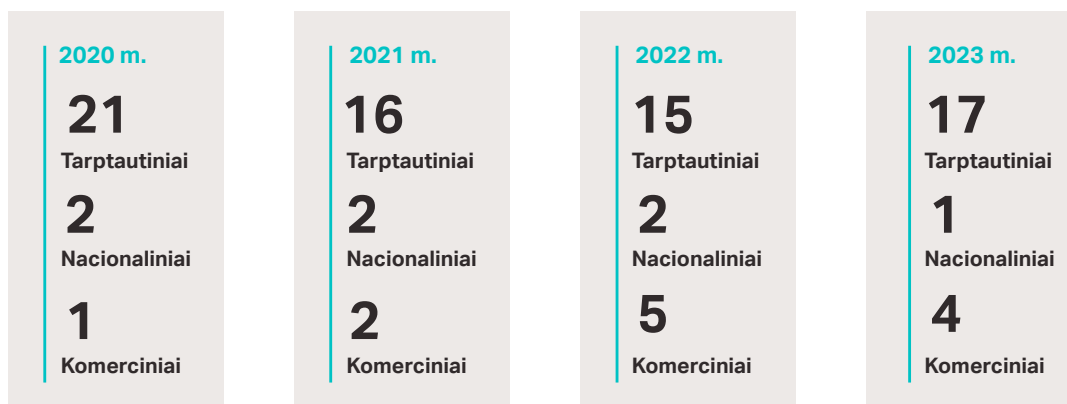 2020 m.
21
Tarptautiniai
2
Nacionaliniai
1
Komerciniai
2021 m.
16
Tarptautiniai
2
Nacionaliniai
2
Komerciniai
2022 m.
15
Tarptautiniai
2
Nacionaliniai
5
Komerciniai
2023 m.
17
Tarptautiniai
1
Nacionaliniai
4
Komerciniai